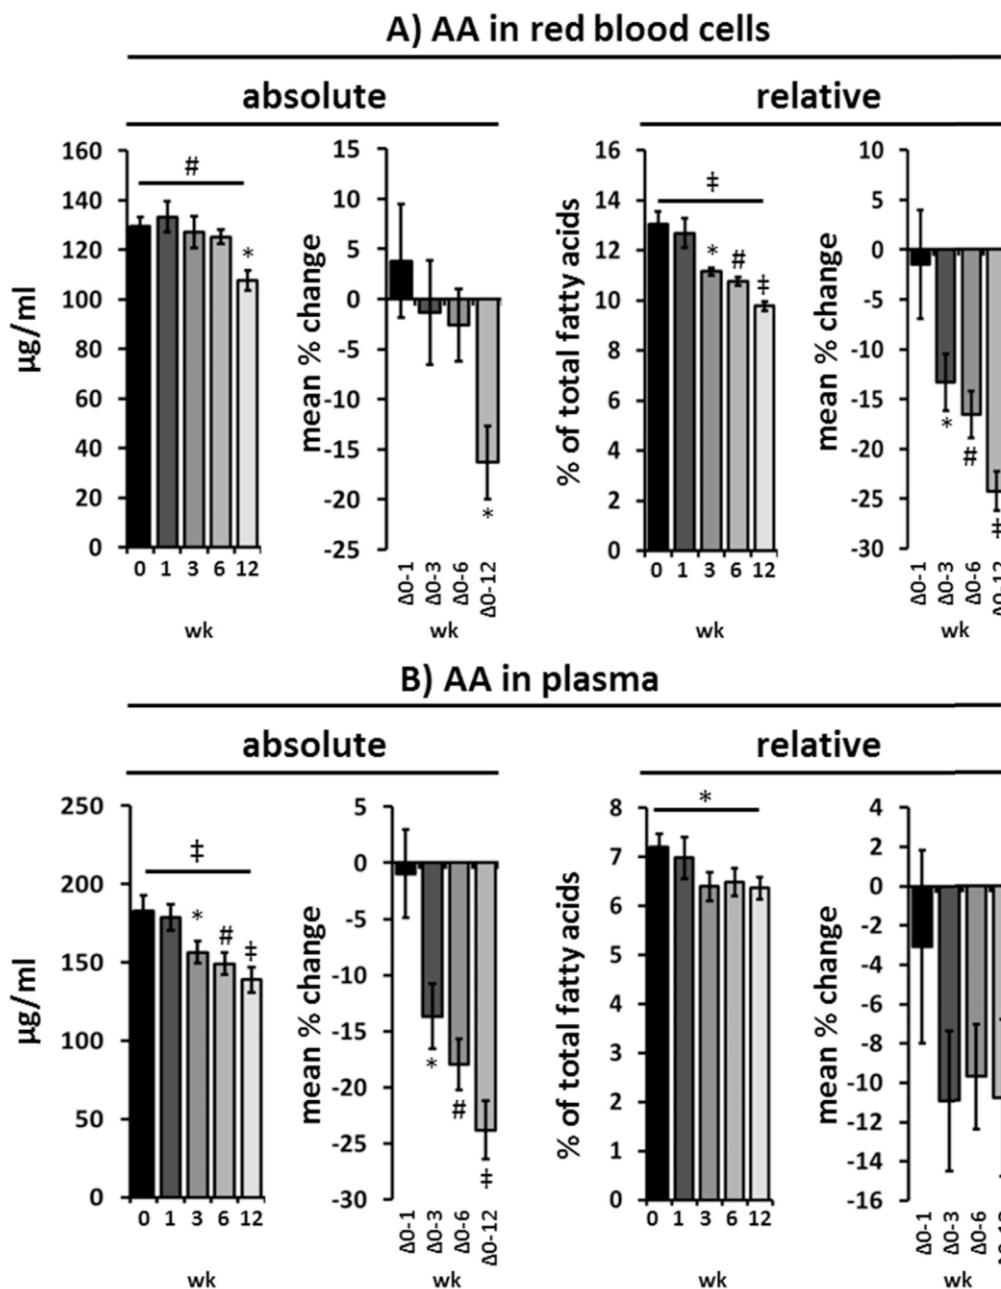 A) AA in red blood cells
absolute
relative
µg/ml
160
140
120
100
80
60
40
20
0
#
*
0 1 3 6 12
wk
mean % change
15
10
5
0
-5
-10
-15
-20
-25
*
Δ0-1
Δ0-3
Δ0-6
Δ0-12
wk
% of total fatty acids
16
14
12
10
8
6
4
2
0
‡
*
#
‡
0 1 3 6 12
wk
mean % change
10
5
0
-5
-10
-15
-20
-25
-30
*
#
‡
Δ0-1
Δ0-3
Δ0-6
Δ0-12
wk
B) AA in plasma
absolute
relative
µg/ml
250
200
150
100
50
0
‡
*
#
‡
0 1 3 6 12
wk
mean % change
5
0
-5
-10
-15
-20
-25
-30
*
#
‡
Δ0-1
Δ0-3
Δ0-6
Δ0-12
wk
% of total fatty acids
8
7
6
5
4
3
2
1
0
*
0 1 3 6 12
wk
mean % change
4
2
0
-2
-4
-6
-8
-10
-12
-14
-16
Δ0-1
Δ0-3
Δ0-6
wk